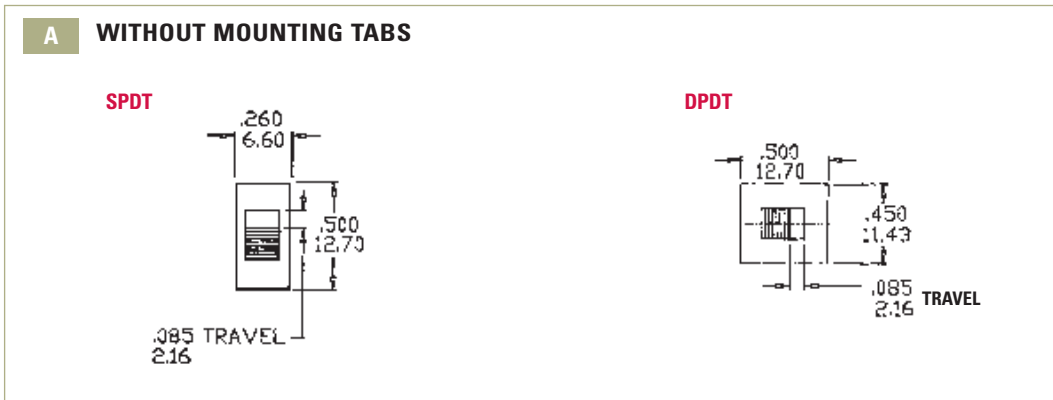 A WITHOUT MOUNTING TABS
SPDT
.260
6.60
.500
12.70
.085 TRAVEL
2.16
DPDT
.500
12.70
.450
11.43
.085
2.16
TRAVEL